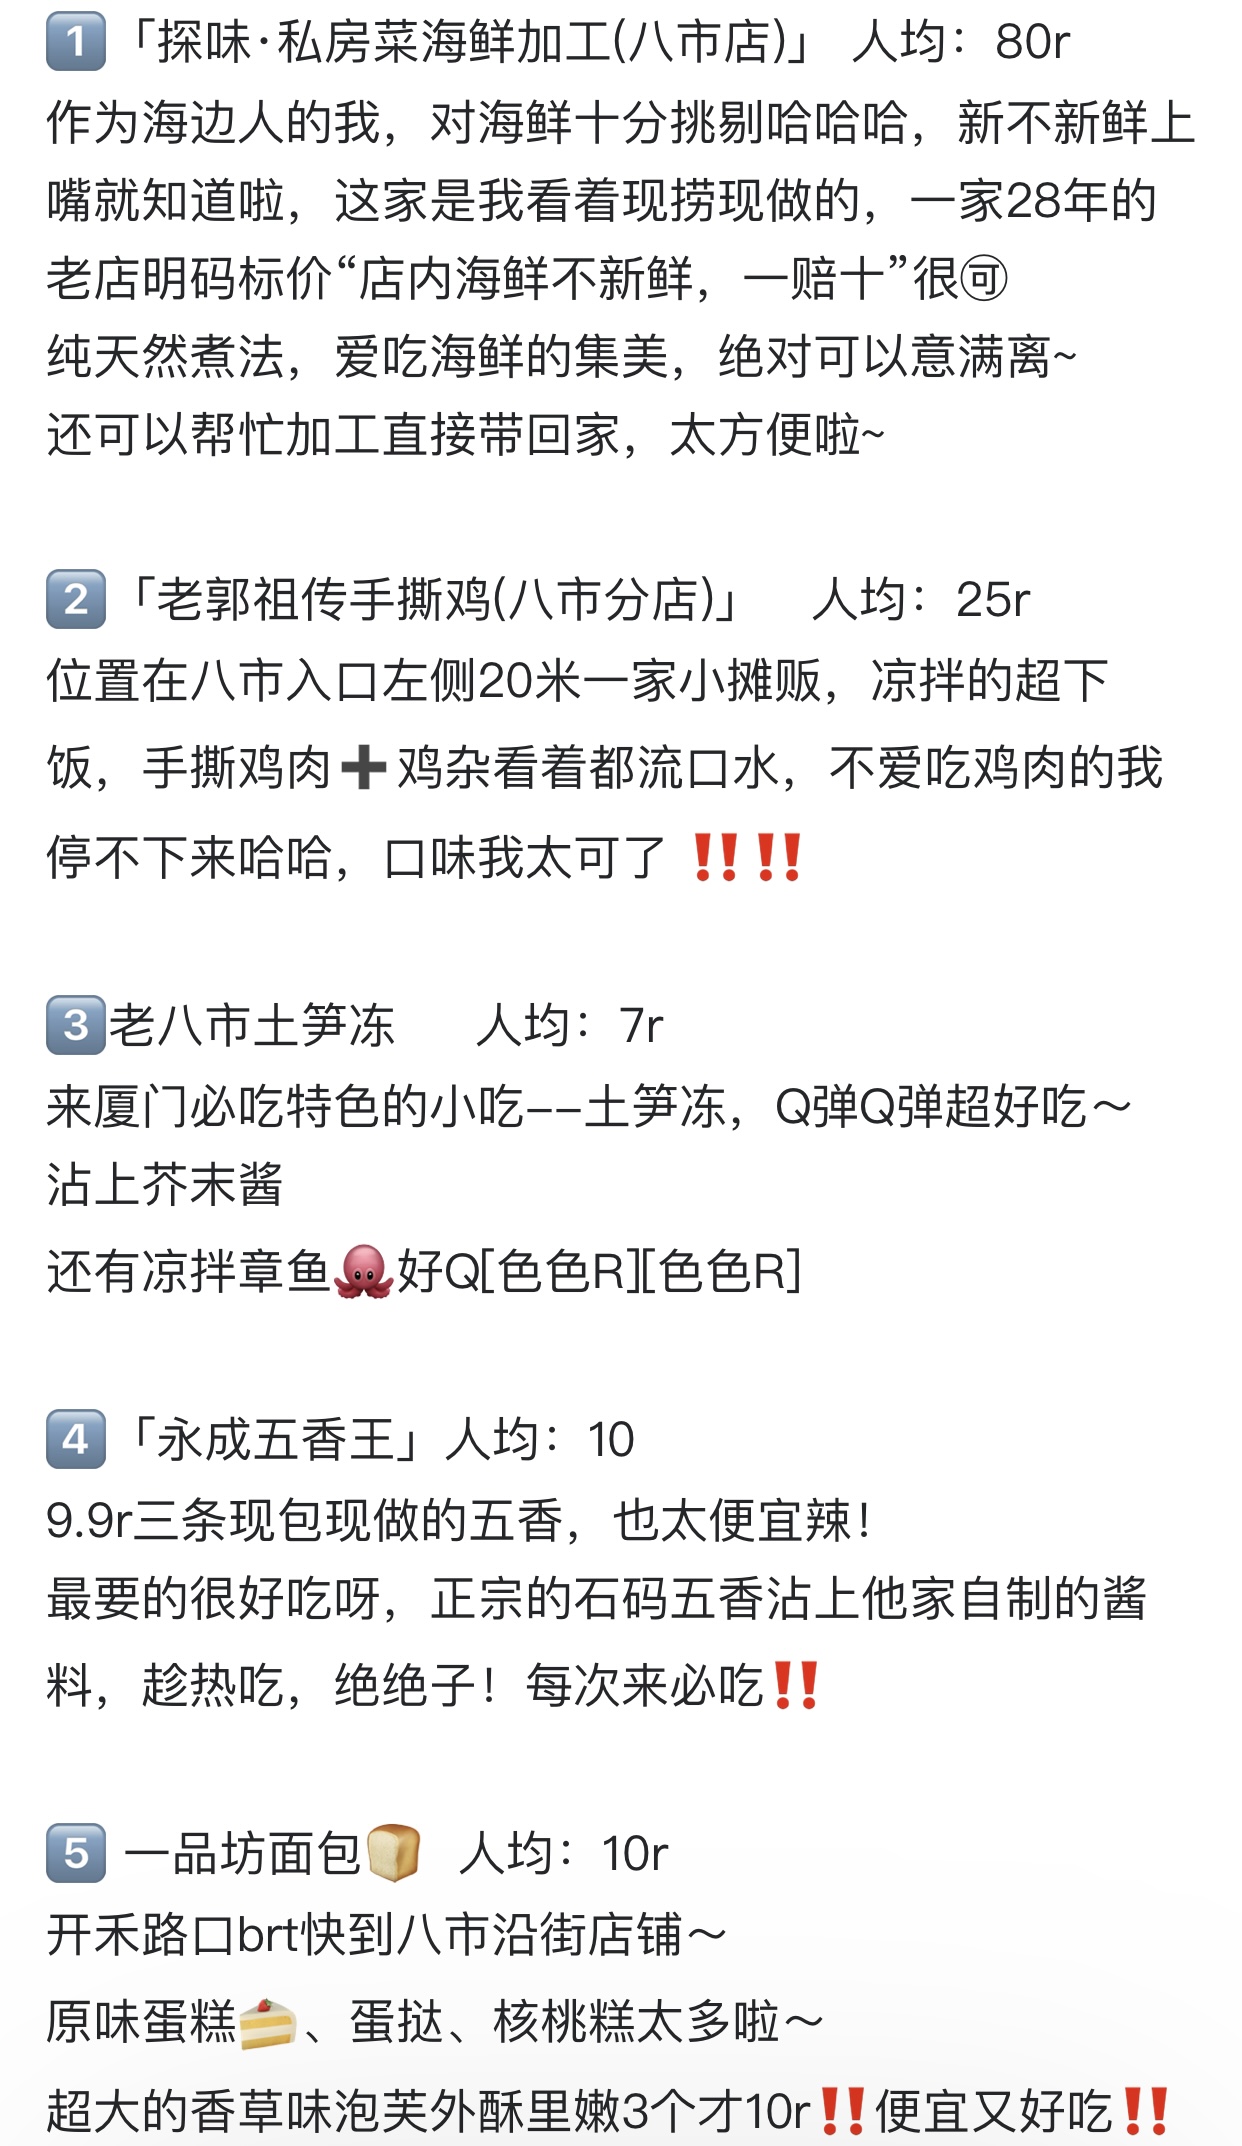 1️⃣「探味·私房菜海鲜加工(八市店)」 人均：80r
作为海边人的我，对海鲜十分挑剔哈哈哈，新不新鲜上
嘴就知道啦，这家是我看着现捞现做的，一家28年的
老店明码标价“店内海鲜不新鲜，一赔十”很㊢
纯天然煮法，爱吃海鲜的集美，绝对可以意满离~
还可以帮忙加工直接带回家，太方便啦~
2️⃣「老郭祖传手撕鸡(八市分店)」 人均：25r
位置在八市入口左侧20米一家小摊贩，凉拌的超下
饭，手撕鸡肉➕鸡杂看着都流口水，不爱吃鸡肉的我
停不下来哈哈，口味我太可了 ‼️‼️
3️⃣老八市土笋冻 人均：7r
来厦门必吃特色的小吃––土笋冻，Q弹Q弹超好吃～
沾上芥末酱
还有凉拌章鱼🐙好Q[色色R][色色R]
4️⃣「永成五香王」人均：10
9.9r三条现包现做的五香，也太便宜辣！
最要的很好吃呀，正宗的石码五香沾上他家自制的酱
料，趁热吃，绝绝子！每次来必吃‼️
5️⃣ 一品坊面包🍞 人均：10r
开禾路口brt快到八市沿街店铺～
原味蛋糕🍰、蛋挞、核桃糕太多啦～
超大的香草味泡芙外酥里嫩3个才10r‼️便宜又好吃‼️